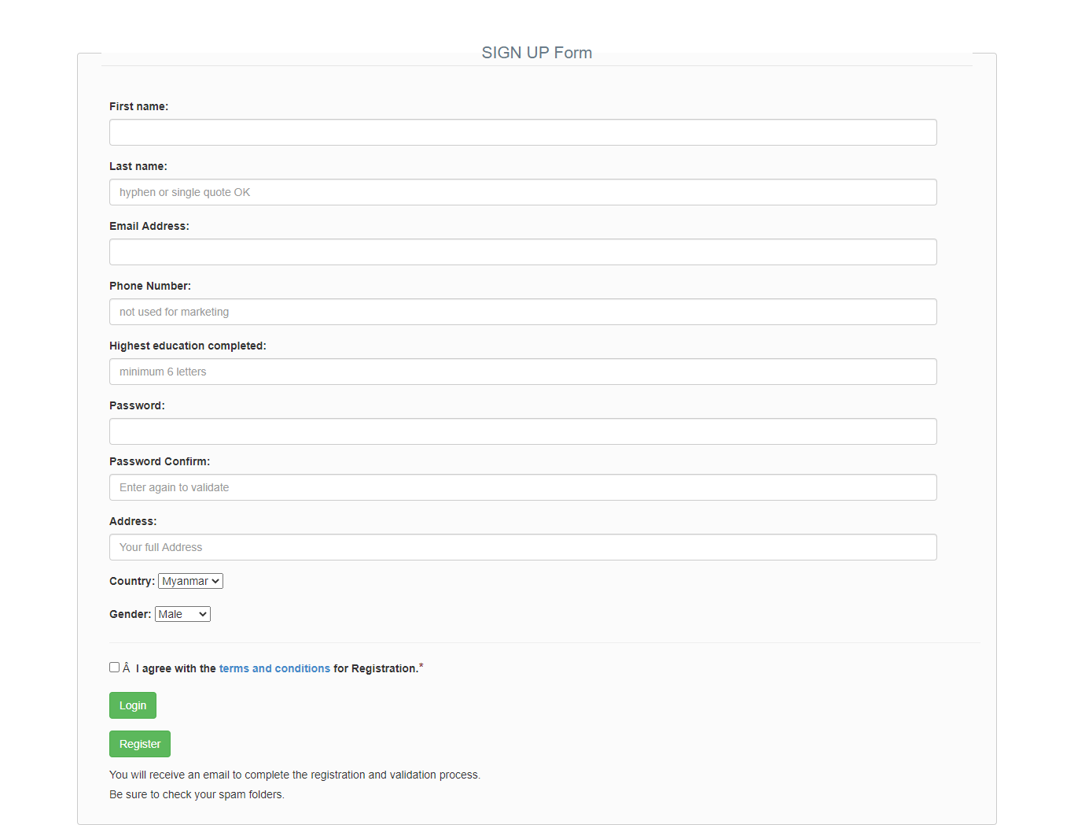 SIGN UP Form
First name:
Last name:
hyphen or single quote OK
Email Address:
Phone Number:
not used for marketing
Highest education completed:
minimum 6 letters
Password:
Password Confirm:
Enter again to validate
Address:
Your full Address
Country: Myanmar
Gender: Male
Â I agree with the terms and conditions for Registration.*
Login
Register
You will receive an email to complete the registration and validation process.
Be sure to check your spam folders.